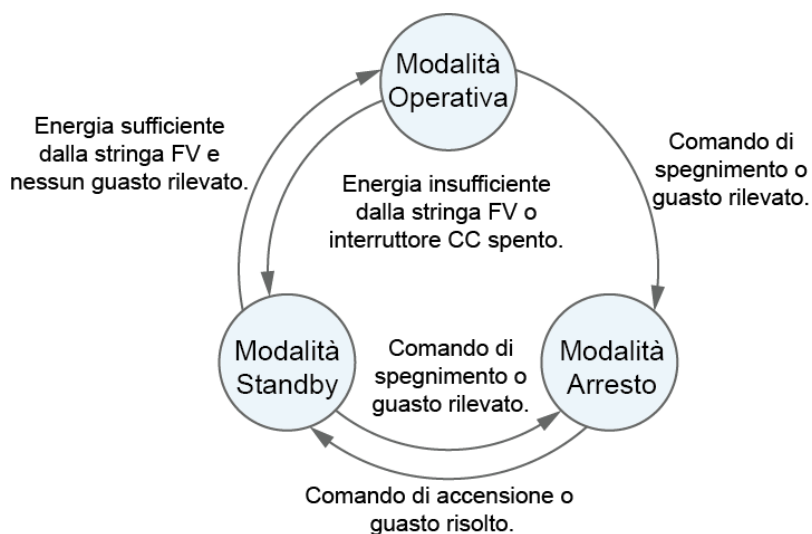 Modalità
Operativa
Energia sufficiente
dalla stringa FV e
nessun guasto rilevato.
Energia insufficiente
dalla stringa FV o
interruttore CC spento.
Comando di
spegnimento o
guasto rilevato.
Modalità
Standby
Comando di
spegnimento o
guasto rilevato.
Modalità
Arresto
Comando di accensione o
guasto risolto.